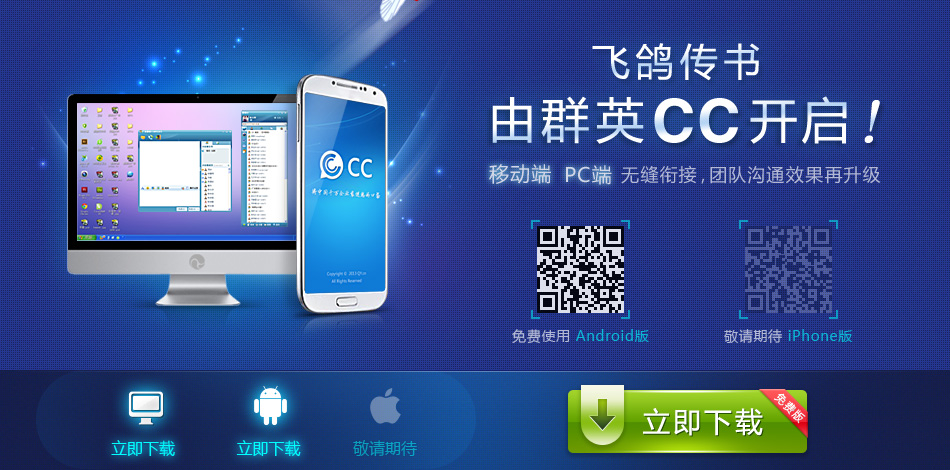 飞鸽传书
由群英CC开启!
移动端 PC端 无缝衔接,团队沟通效果再升级
CC
免费使用 Android版
敬请期待 iPhone版
立即下载
立即下载
敬请期待
立即下载
免费版